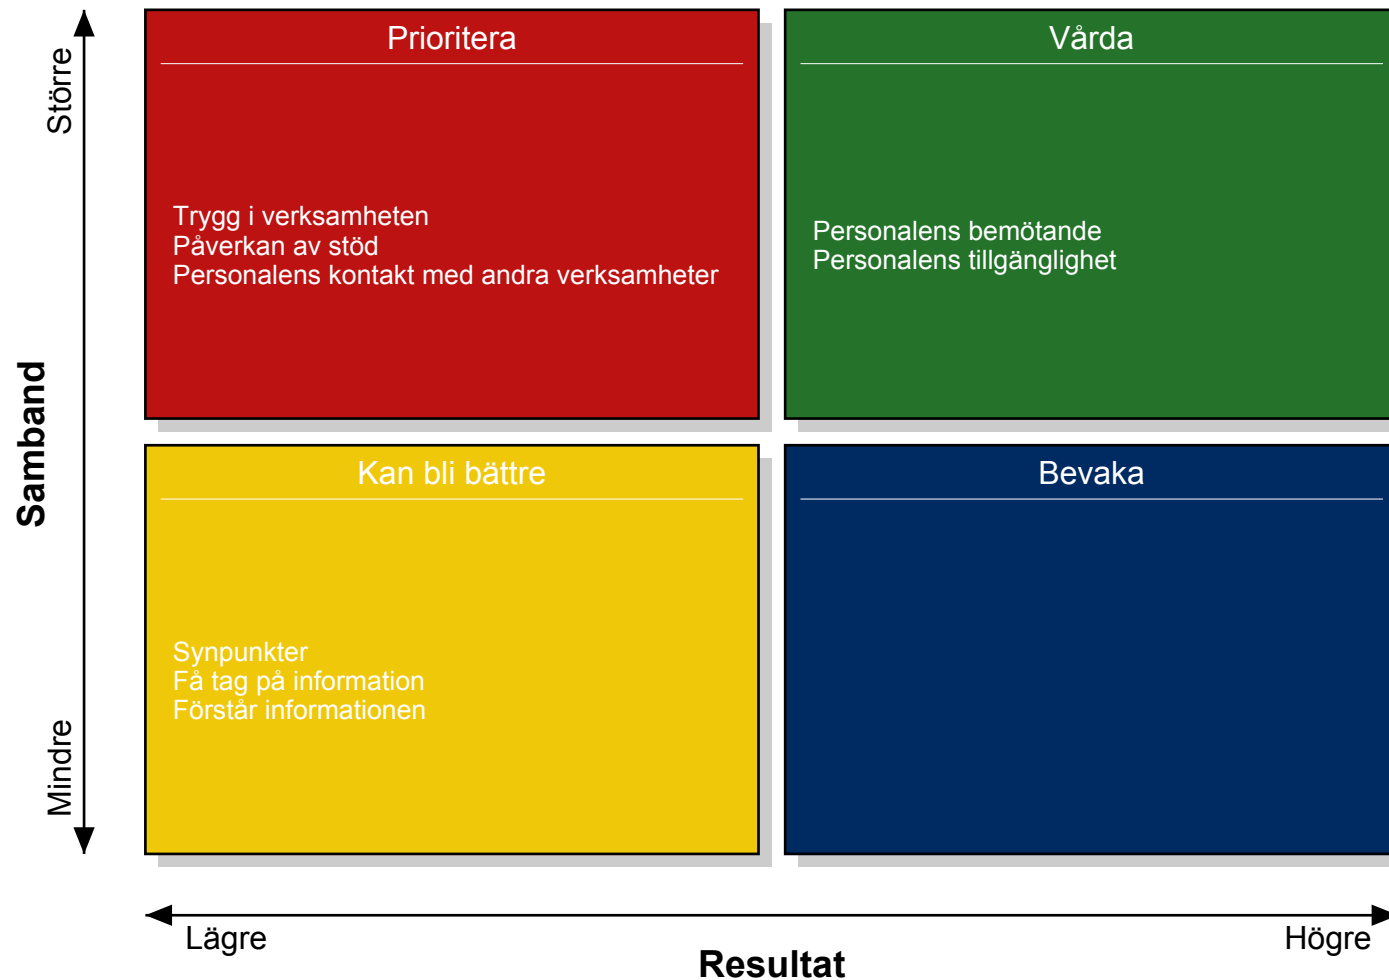 Större
Samband
Mindre
Prioritera
Trygg i verksamheten
Påverkan av stöd
Personalens kontakt med andra verksamheter
Vårda
Personalens bemötande
Personalens tillgänglighet
Kan bli bättre
Synpunkter
Få tag på information
Förstår informationen
Bevaka
Lägre
Resultat
Högre